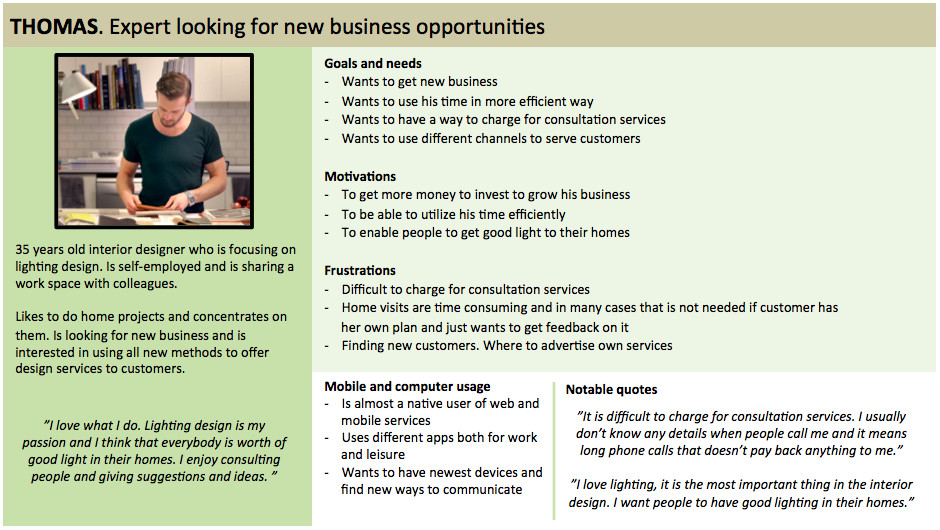 THOMAS. Expert looking for new business opportunities
35 years old interior designer who is focusing on
lighting design. Is self-employed and is sharing a
work space with colleagues.
Likes to do home projects and concentrates on
them. Is looking for new business and is
interested in using all new methods to offer
design services to customers.
”I love what I do. Lighting design is my
passion and I think that everybody is worth of
good light in their homes. I enjoy consulting
people and giving suggestions and ideas. ”
Goals and needs
- Wants to get new business
- Wants to use his time in more efficient way
- Wants to have a way to charge for consultation services
- Wants to use different channels to serve customers
Motivations
- To get more money to invest to grow his business
- To be able to utilize his time efficiently
- To enable people to get good light to their homes
Frustrations
- Difficult to charge for consultation services
- Home visits are time consuming and in many cases that is not needed if customer has
her own plan and just wants to get feedback on it
- Finding new customers. Where to advertise own services
Mobile and computer usage
- Is almost a native user of web and
mobile services
- Uses different apps both for work
and leisure
- Wants to have newest devices and
find new ways to communicate
Notable quotes
”It is difficult to charge for consultation services. I usually
don’t know any details when people call me and it means
long phone calls that doesn’t pay back anything to me.”
”I love lighting, it is the most important thing in the interior
design. I want people to have good lighting in their homes.”